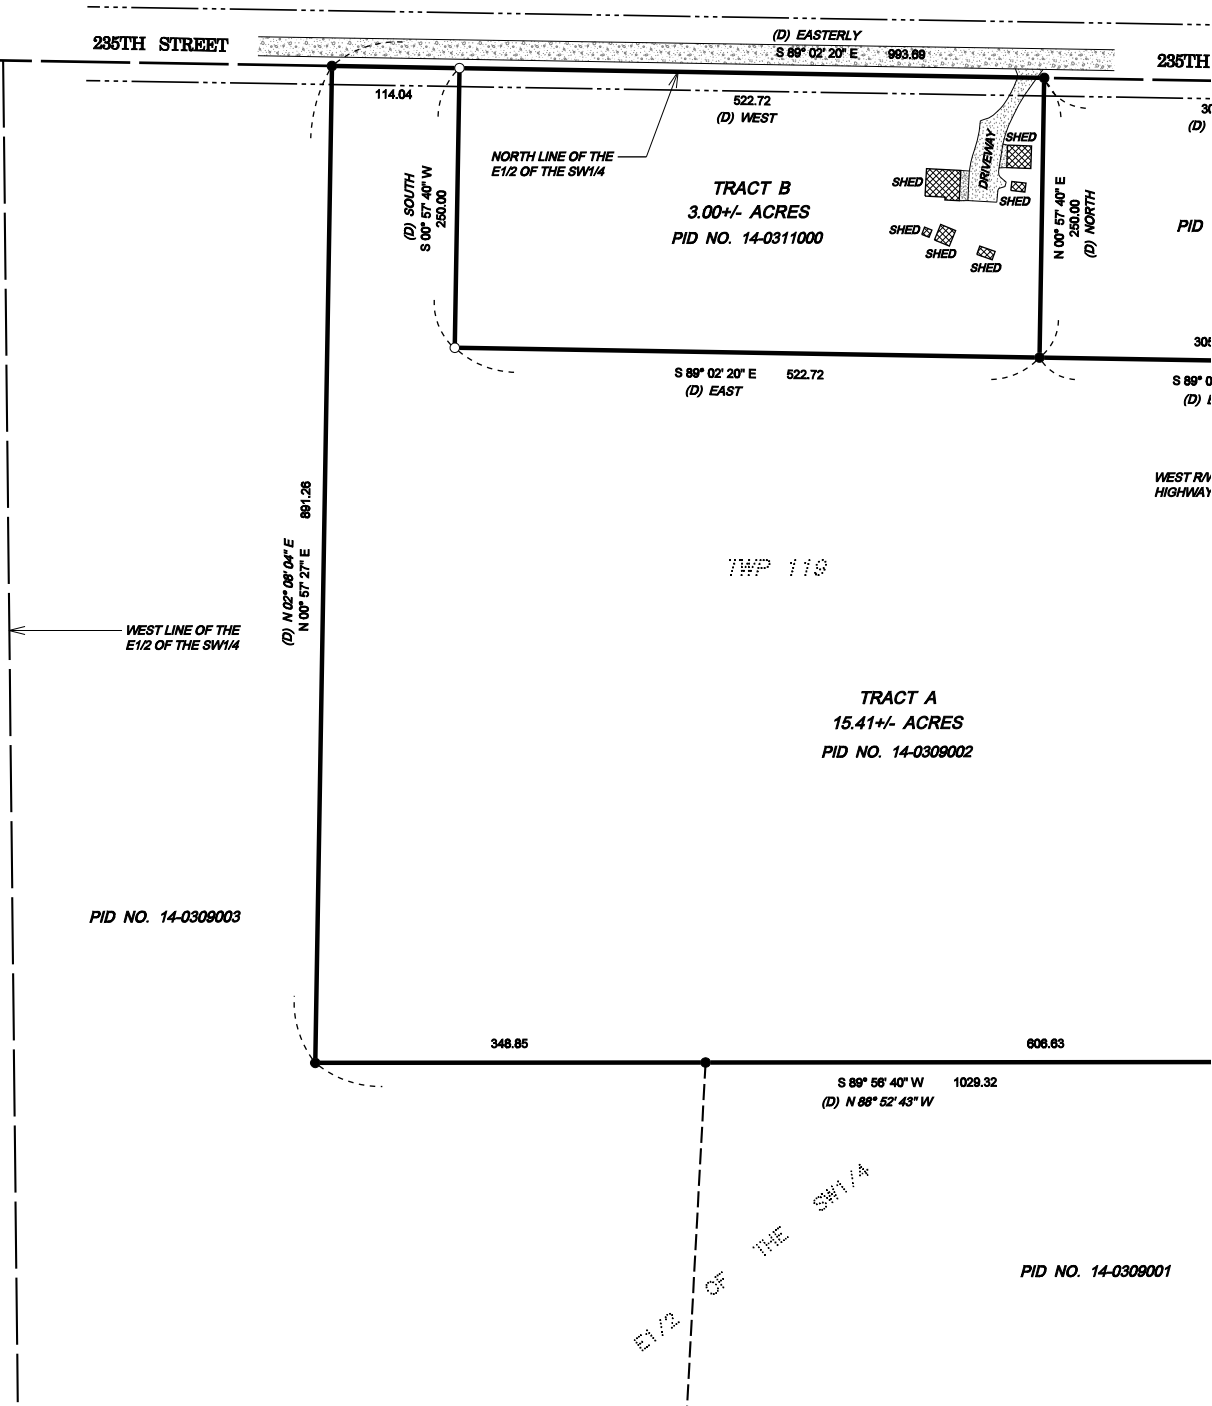 (D) EASTERLY
235TH STREET
S 89° 02' 20" E 993.69
235TH
114.04
522.72
(D) WEST
(D)
NORTH LINE OF THE
E1/2 OF THE SW1/4
DRIVEWAY
SHED
SHED
SHED
SHED
SHED
SHED
(D) SOUTH
S 00° 57' 40" W
250.00
TRACT B
3.00+/- ACRES
PID NO. 14-0311000
N 00° 57' 40" E
250.00
(D) NORTH
PID
305
S 89° 02' 20" E 522.72
(D) EAST
S 89° 0
(D) E
WEST R/W
HIGHWAY
891.26
(D) N 02° 08' 04" E
N 00° 57' 27" E
TWP 119
WEST LINE OF THE
E1/2 OF THE SW1/4
TRACT A
15.41+/- ACRES
PID NO. 14-0309002
PID NO. 14-0309003
348.85
606.63
S 89° 56' 40" W 1029.32
(D) N 88° 52' 43" W
E1/2 OF THE SW1/4
PID NO. 14-0309001